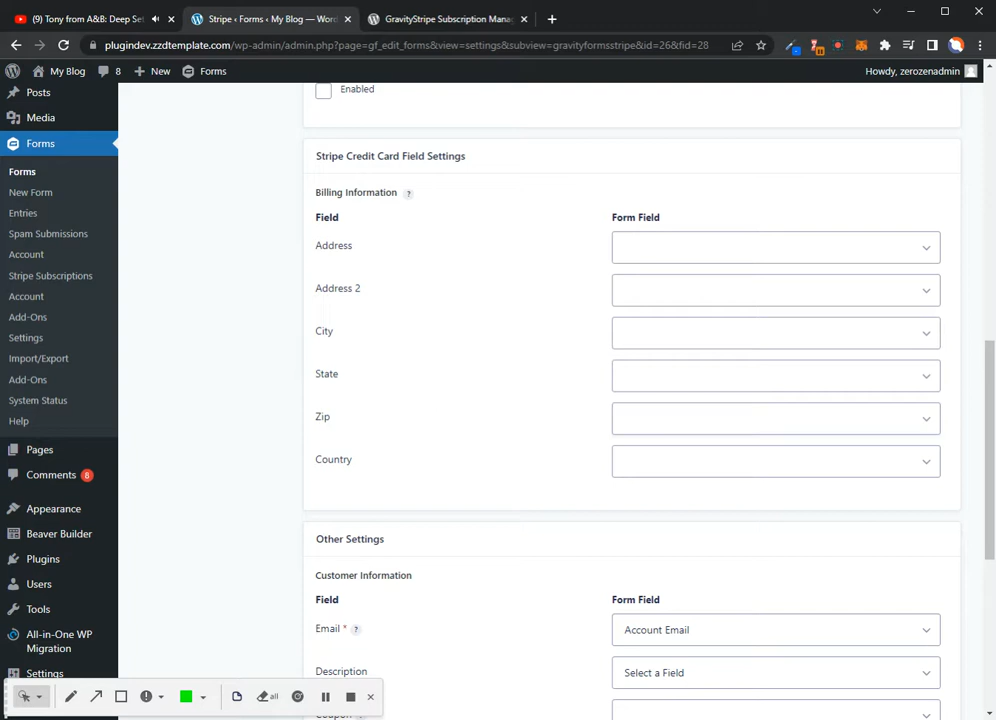 (9) Tony from A&B: Deep Se
Stripe ‹ Forms ‹ My Blog — Word
GravityStripe Subscription Mana
plugindev.zzdtemplate.com/wp-admin/admin.php?page=gf_edit_forms&view=settings&subview=gravityformsstripe&id=26&fid=28
My Blog
8
New
Forms
Howdy, zerozenadmin
Posts
Media
Forms
Forms
New Form
Entries
Spam Submissions
Account
Stripe Subscriptions
Account
Add-Ons
Settings
Import/Export
Add-Ons
System Status
Help
Pages
Comments 8
Appearance
Beaver Builder
Plugins
Users
Tools
All-in-One WP
Migration
Settings
Enabled
Stripe Credit Card Field Settings
Billing Information ?
Field Form Field
Address
Address 2
City
State
Zip
Country
Other Settings
Customer Information
Field Form Field
Email * ? Account Email
Description Select a Field
Coupon
all